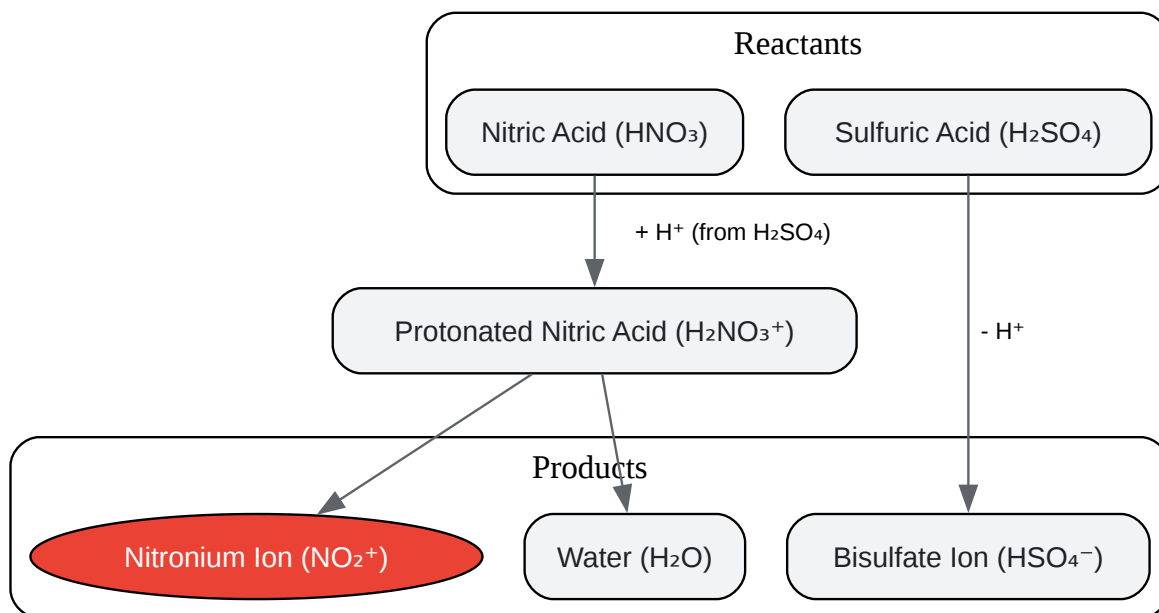 Reactants
Nitric Acid (HNO₃)
Sulfuric Acid (H₂SO₄)
+ H⁺ (from H₂SO₄)
Protonated Nitric Acid (H₂NO₃⁺)
- H⁺
Products
Nitronium Ion (NO₂⁺)
Water (H₂O)
Bisulfate Ion (HSO₄⁻)